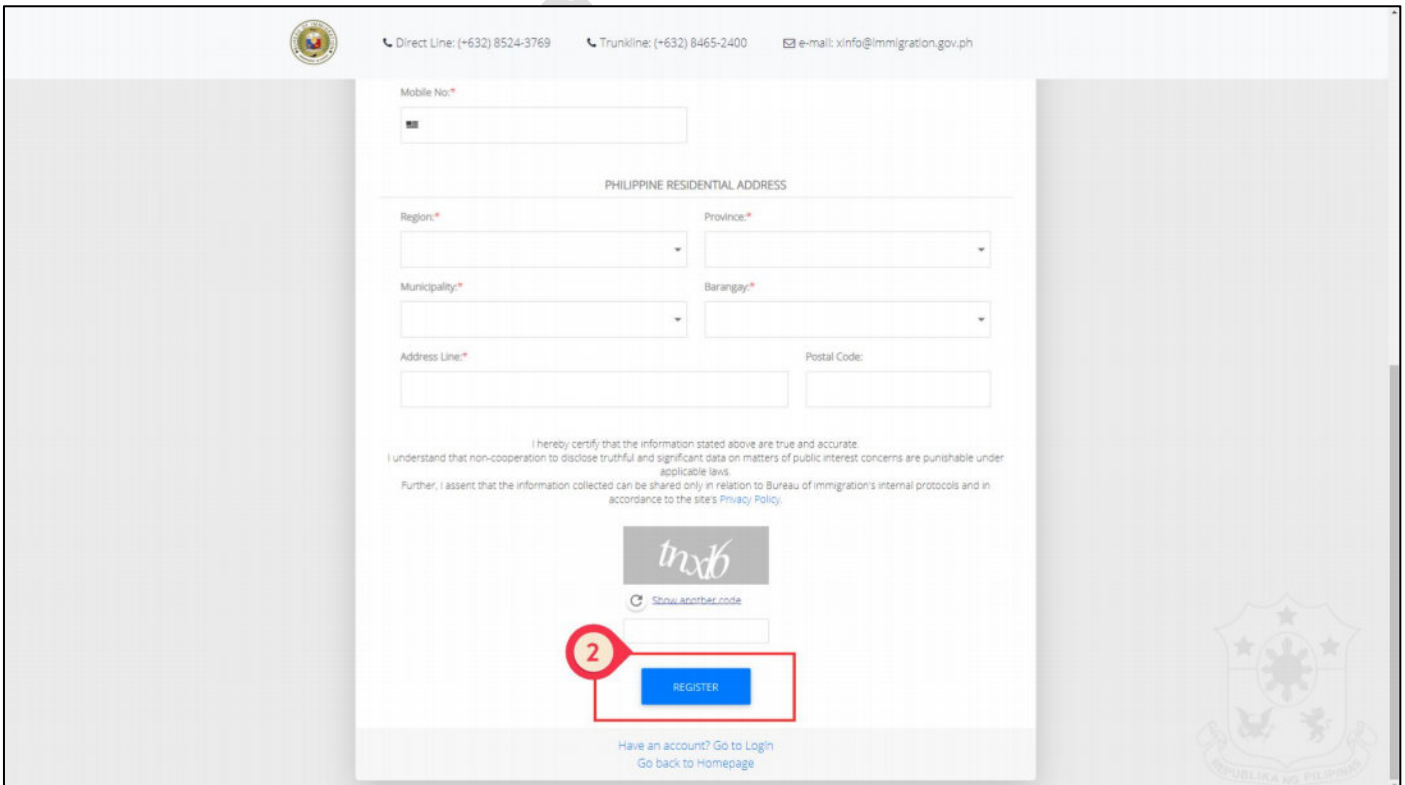 Direct Line: (+632) 8524-3769 Trunkline: (+632) 8465-2400 e-mail: xinfo@immigration.gov.ph
Mobile No:*
PHILIPPINE RESIDENTIAL ADDRESS
Region:* Province:*
Municipality:* Barangay:*
Address Line:* Postal Code:
I hereby certify that the information stated above are true and accurate.
I understand that non-cooperation to disclose truthful and significant data on matters of public interest concerns are punishable under
applicable laws.
Further, I assent that the information collected can be shared only in relation to Bureau of Immigration's internal protocols and in
accordance to the site's Privacy Policy.
tnxd6
Show another code
2
REGISTER
Have an account? Go to Login
Go back to Homepage
REPUBLIKA NG PILIPINAS